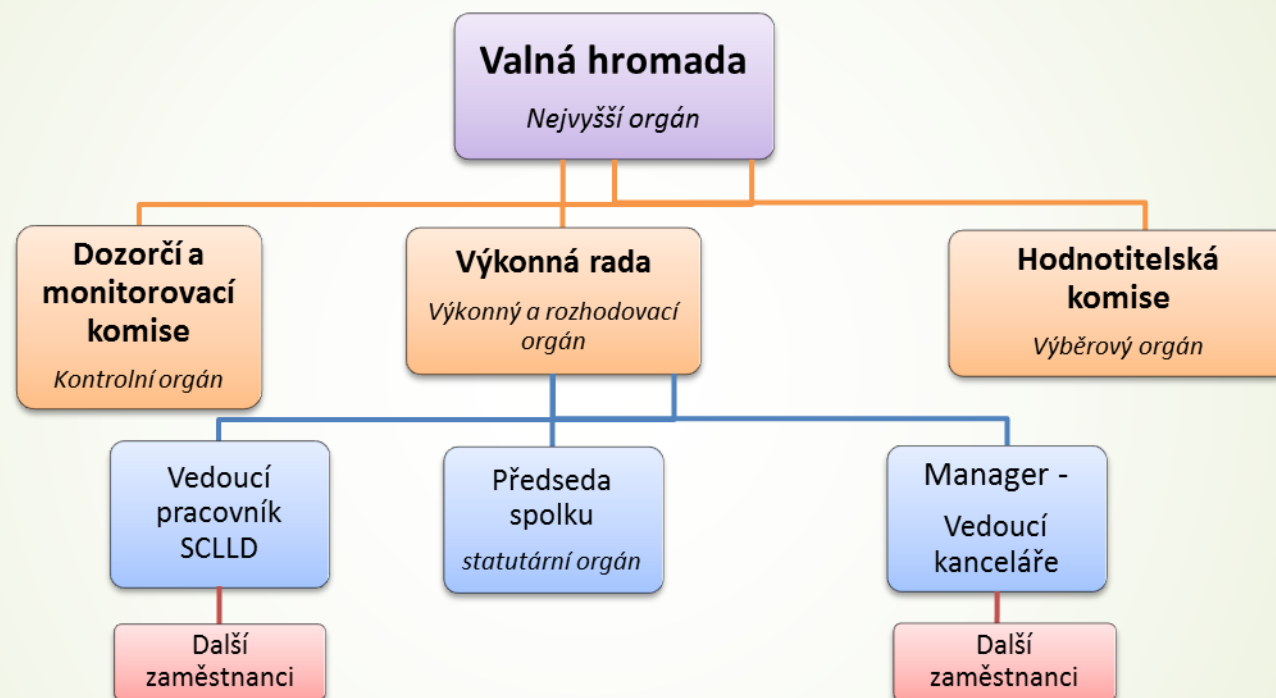 Valná hromada
Nejvyšší orgán
Dozorčí a
monitorovací
komise
Kontrolní orgán
Výkonná rada
Výkonný a rozhodovací
orgán
Hodnotitelská
komise
Výběrový orgán
Vedoucí
pracovník
SCLLD
Předseda
spolku
statutární orgán
Manager -
Vedoucí
kanceláře
Další
zaměstnanci
Další
zaměstnanci